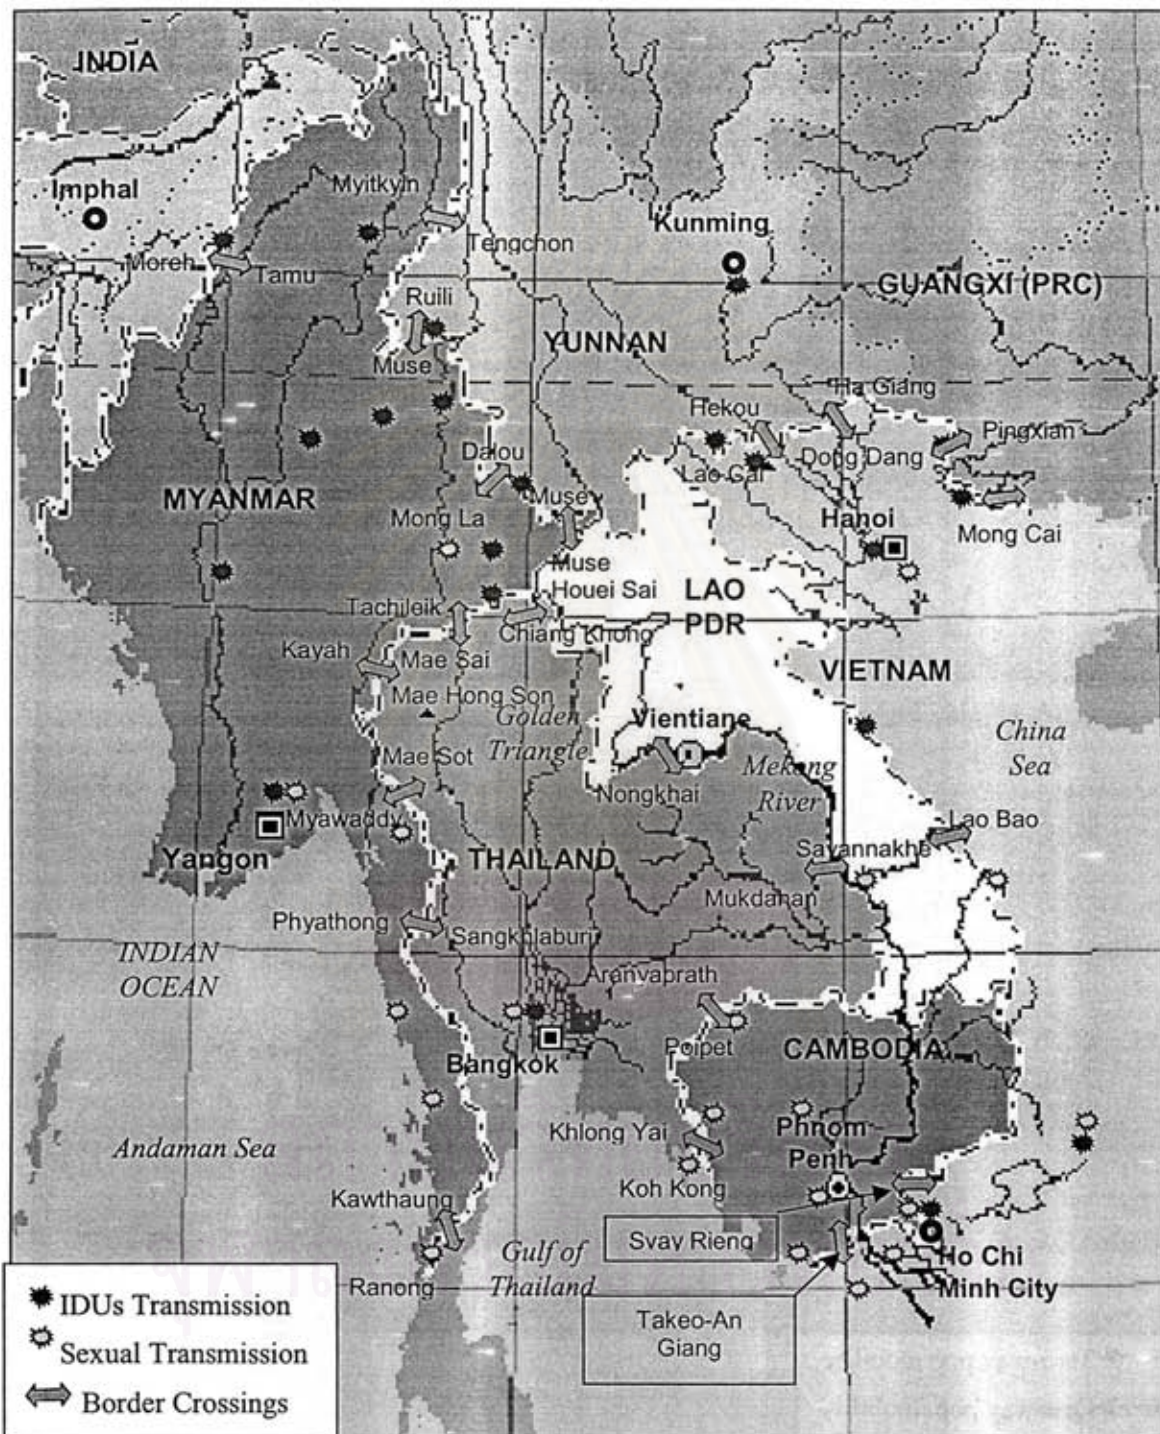 INDIA
Myitkyin
Imphal
Kunming
Tengchon
Moreh
Tamu
GUANGXI (PRC)
Ruili
YUNNAN
Muse
Ha Giang
Hekou
PingXian
Dalou
Lao Cai
Dong Dang
MYANMAR
Muse
Mong La
Hanoi
Mong Cai
Muse
Houei Sai
LAO
PDR
Tachileik
Chiang Khong
Kayah
Mae Sai
VIETNAM
Mae Hong Son
Golden
Triangle
Vientiane
China
Sea
Mae Sot
Mekong
River
Nongkhai
Myawaddy
Lao Bao
Yangon
THAILAND
Savannakhe
Mukdahan
Phyathong
Sangkhlaburi
INDIAN
OCEAN
Aranyaprath
Poipet
CAMBODIA
Bangkok
Khlong Yai
Phnom
Penh
Andaman Sea
Koh Kong
Kawthaung
Svay Rieng
Gulf of
Thailand
Ho Chi
Minh City
Ranong
Takeo-An
Giang
IDUs Transmission
Sexual Transmission
Border Crossings